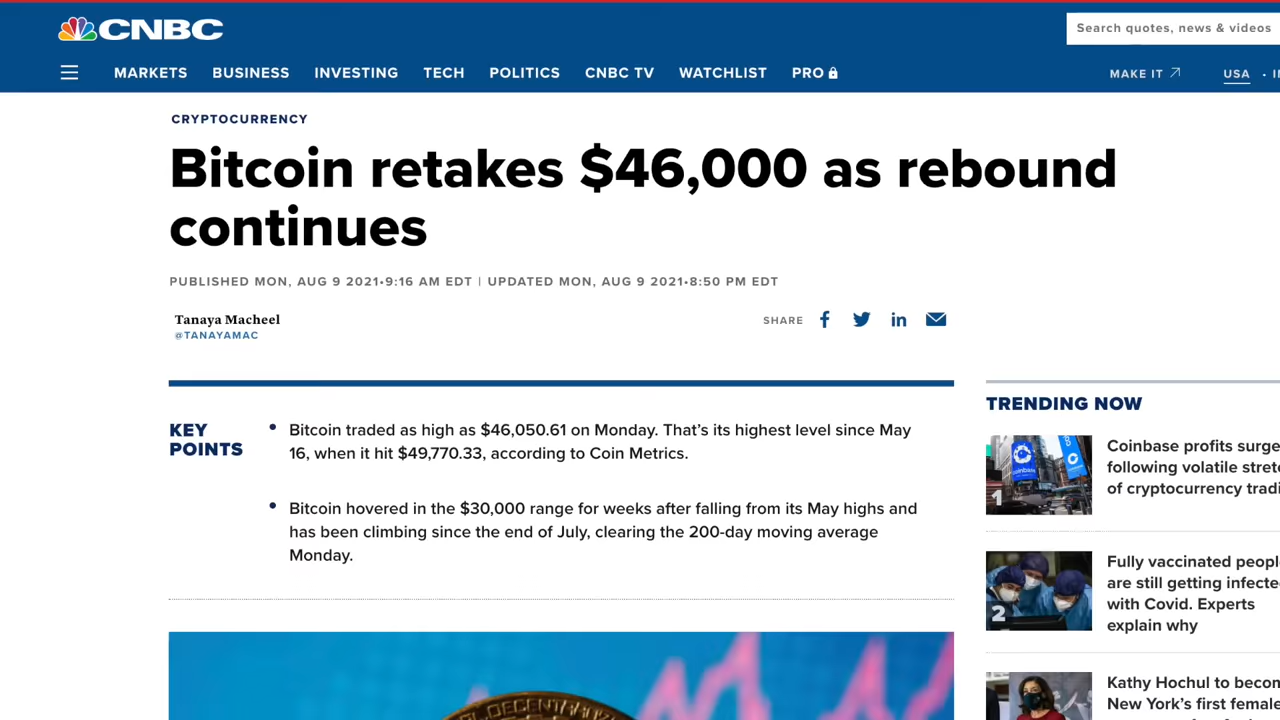 CNBC
Search quotes, news & videos
MARKETS BUSINESS INVESTING TECH POLITICS CNBC TV WATCHLIST PRO
MAKE IT USA •
CRYPTOCURRENCY
Bitcoin retakes $46,000 as rebound
continues
PUBLISHED MON, AUG 9 2021•9:16 AM EDT | UPDATED MON, AUG 9 2021•8:50 PM EDT
Tanaya Macheel
@TANAYAMAC
SHARE
KEY
POINTS
Bitcoin traded as high as $46,050.61 on Monday. That’s its highest level since May
16, when it hit $49,770.33, according to Coin Metrics.
Bitcoin hovered in the $30,000 range for weeks after falling from its May highs and
has been climbing since the end of July, clearing the 200-day moving average
Monday.
TRENDING NOW
coinbase
1
Coinbase profits surge
following volatile stret
of cryptocurrency tradi
2
Fully vaccinated peopl
are still getting infecte
with Covid. Experts
explain why
Kathy Hochul to becom
New York’s first female